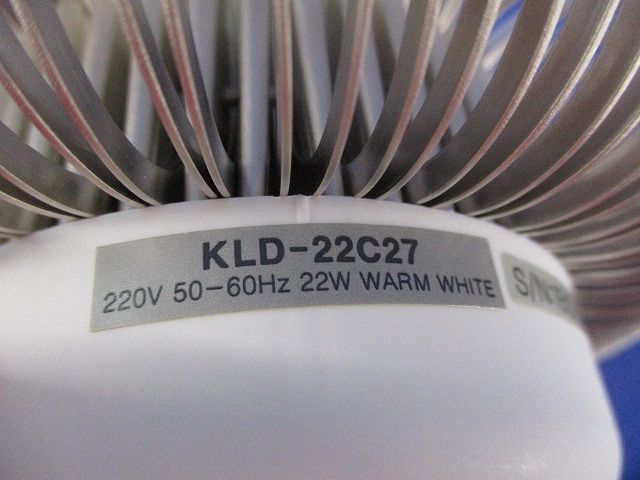 KLD-22C27
220V 50-60Hz 22W WARM WHITE
S/N